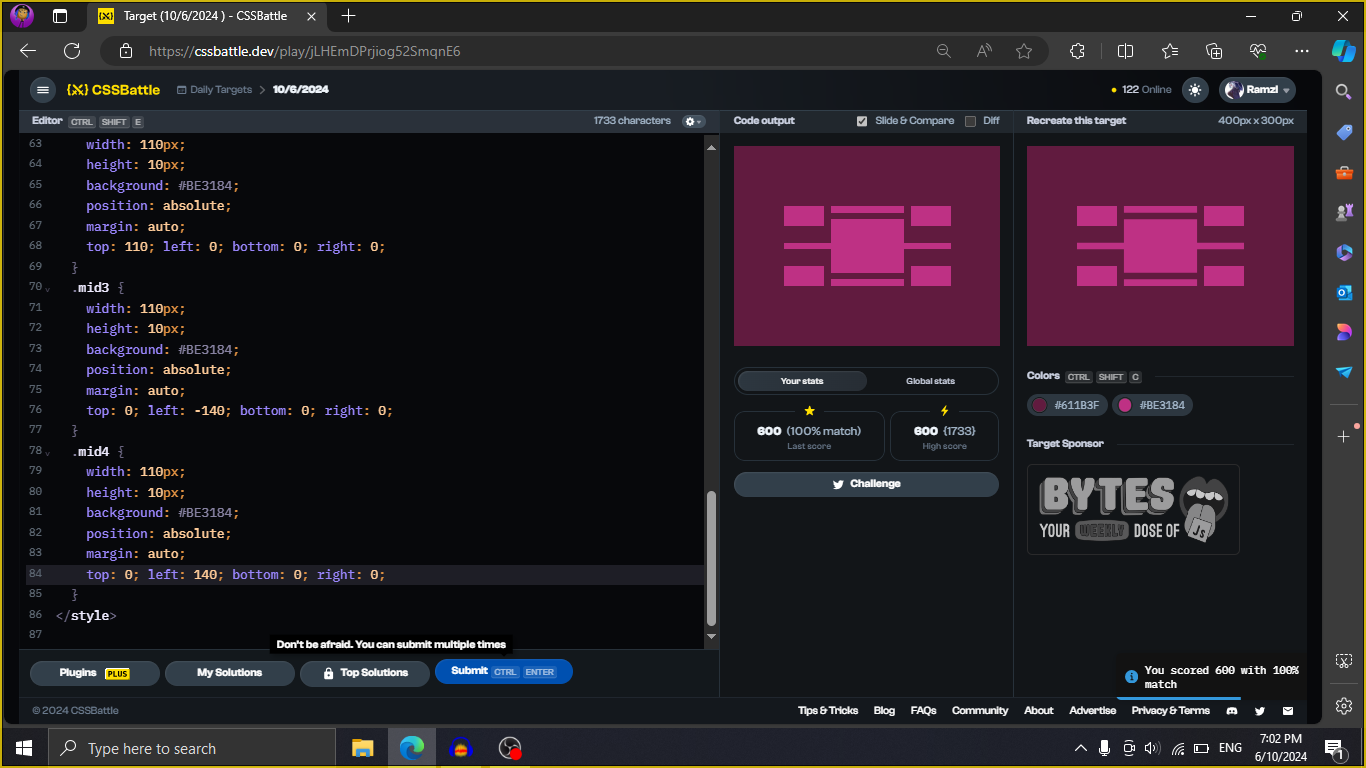 Target (10/6/2024 ) - CSSBattle
https://cssbattle.dev/play/jLHEmDPrjiog52SmqnE6
CSSBattle
Daily Targets > 10/6/2024
122 Online
Ramzi
Editor CTRL SHIFT E
1733 characters
63 width: 110px;
64 height: 10px;
65 background: #BE3184;
66 position: absolute;
67 margin: auto;
68 top: 110; left: 0; bottom: 0; right: 0;
69 }
70 .mid3 {
71 width: 110px;
72 height: 10px;
73 background: #BE3184;
74 position: absolute;
75 margin: auto;
76 top: 0; left: -140; bottom: 0; right: 0;
77 }
78 .mid4 {
79 width: 110px;
80 height: 10px;
81 background: #BE3184;
82 position: absolute;
83 margin: auto;
84 top: 0; left: 140; bottom: 0; right: 0;
85 }
86 </style>
87
Don't be afraid. You can submit multiple times
Plugins PLUS
My Solutions
Top Solutions
Submit CTRL ENTER
Code output
Slide & Compare
Diff
Your stats
Global stats
600 (100% match)
Last score
600 {1733}
High score
Challenge
Recreate this target
400px x 300px
Colors CTRL SHIFT C
#611B3F
#BE3184
Target Sponsor
BYTES
YOUR WEEKLY DOSE OF
JS
You scored 600 with 100%
match
© 2024 CSSBattle
Tips & Tricks
Blog
FAQs
Community
About
Advertise
Privacy & Terms
Type here to search
ENG
7:02 PM
6/10/2024
1